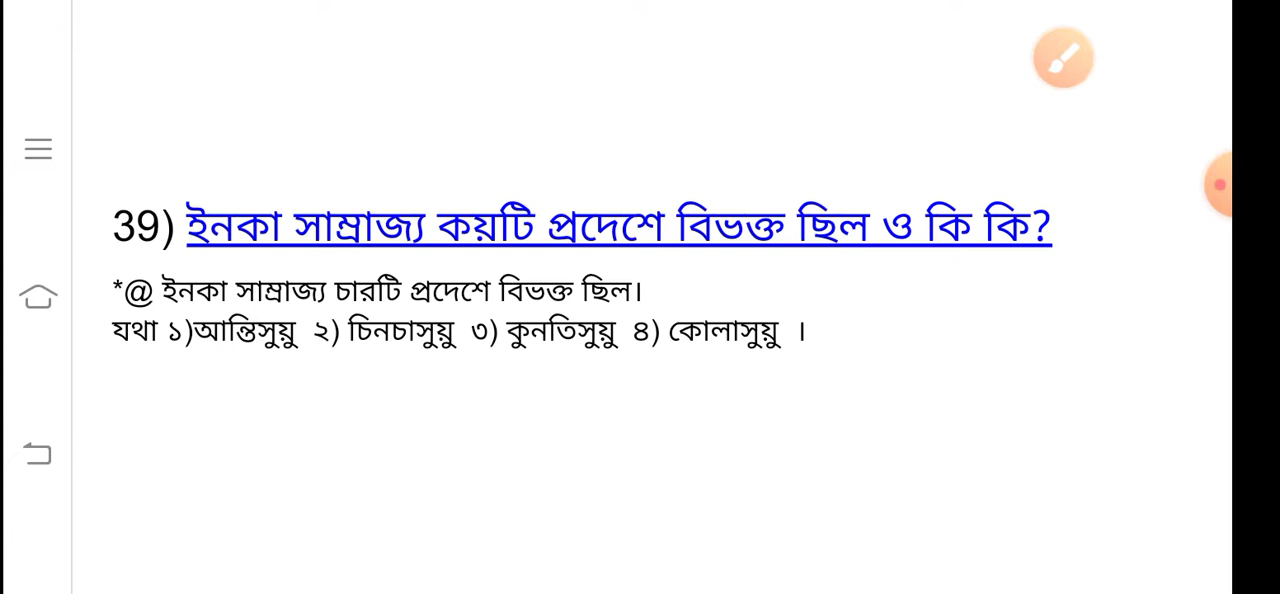 39) ইনকা সাম্রাজ্য কয়টি প্রদেশে বিভক্ত ছিল ও কি কি?
*@ ইনকা সাম্রাজ্য চারটি প্রদেশে বিভক্ত ছিল।
যথা ১)আন্তিসুয়ু ২) চিনচাসুয়ু ৩) কুনতিসুয়ু ৪) কোলাসুয়ু ।